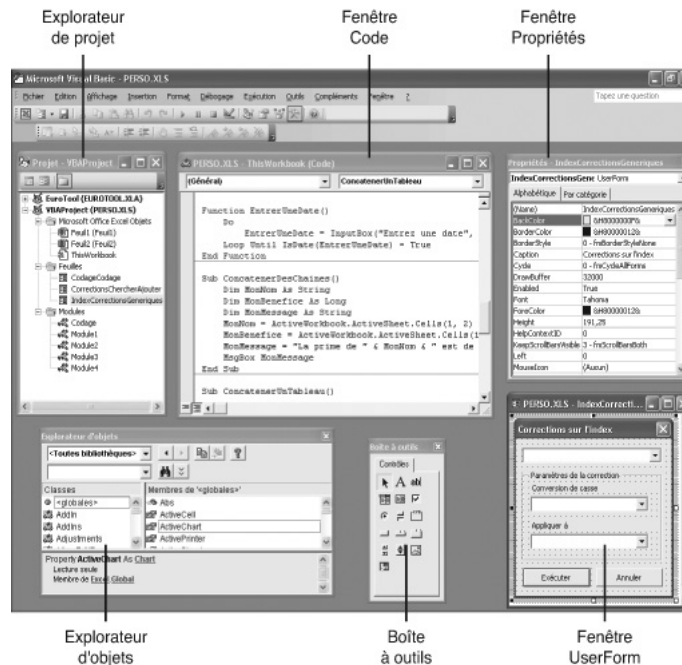 Explorateur
de projet
Fenêtre
Code
Fenêtre
Propriétés
Microsoft Visual Basic - PERSO.XLS
Fichier Edition Affichage Insertion Format Débogage Exécution Outils Compléments Fenêtre ?
Tapez une question
Projet - VBAProject
EuroTool (EUROTOOL.XLA)
VBAProject (PERSO.XLS)
Microsoft Office Excel Objets
Feuil1 (Feuil1)
Feuil2 (Feuil2)
ThisWorkbook
Feuilles
CodageCodage
CorrectionsChercherAjouter
IndexCorrectionsGeneriques
Modules
Codage
Module1
Module2
Module3
Module4
PERSO.XLS - ThisWorkbook (Code)
(Général) ConcatenerUnTableau
Function EntrerUneDate()
Do
EntrerUneDate = InputBox("Entrez une date",
Loop Until IsDate(EntrerUneDate) = True
End Function
Sub ConcatenerDesChaines()
Dim MonNom As String
Dim MonBenefice As Long
Dim MonMessage As String
MonNom = ActiveWorkbook.ActiveSheet.Cells(1, 2)
MonBenefice = ActiveWorkbook.ActiveSheet.Cells(1
MonMessage = "La prime de " & MonNom & " est de
MsgBox MonMessage
End Sub
Sub ConcatenerUnTableau()
Propriétés - IndexCorrectionsGeneriques
IndexCorrectionsGene UserForm
Alphabétique Par catégorie
(Name) IndexCorrectionsGeneriques
BackColor &H8000000F&
BorderColor &H80000012&
BorderStyle 0 - fmBorderStyleNone
Caption Corrections sur l'index
Cycle 0 - fmCycleAllForms
DrawBuffer 32000
Enabled True
Font Tahoma
ForeColor &H80000012&
Height 191,25
HelpContextID 0
KeepScrollBarsVisible 3 - fmScrollBarsBoth
Left 0
MouseIcon (Aucun)
Explorateur d'objets
<Toutes bibliothèques>
Classes
<globales>
AddIn
AddIns
Adjustments
Membres de '<globales>'
Abs
ActiveCell
ActiveChart
ActivePrinter
Property ActiveChart As Chart
Lecture seule
Membre de Excel.Global
Boîte à outils
Contrôles
PERSO.XLS - IndexCorrecti...
Corrections sur l'index
Paramètres de la correction
Conversion de casse
Appliquer à
Exécuter Annuler
Explorateur
d'objets
Boîte
à outils
Fenêtre
UserForm